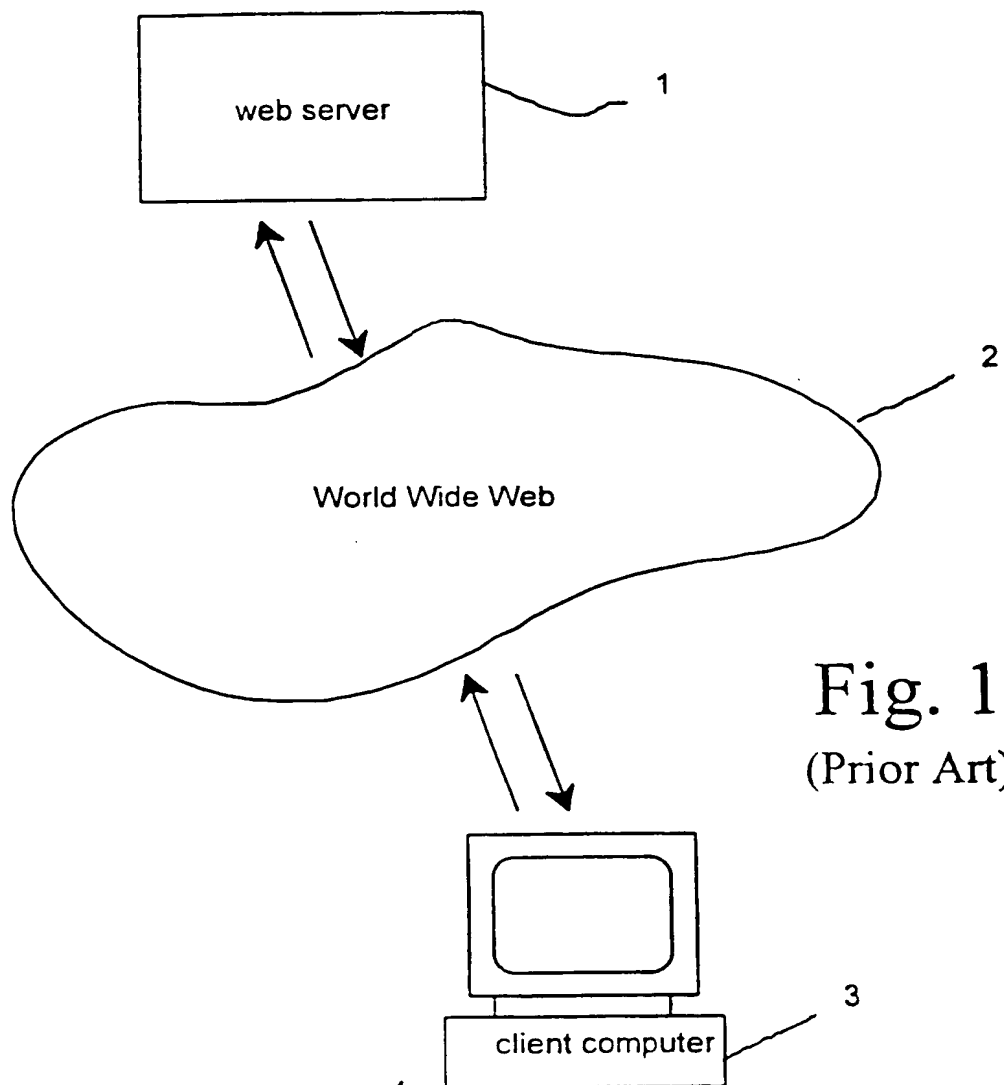 web server
1
2
World Wide Web
Fig. 1
(Prior Art)
3
client computer